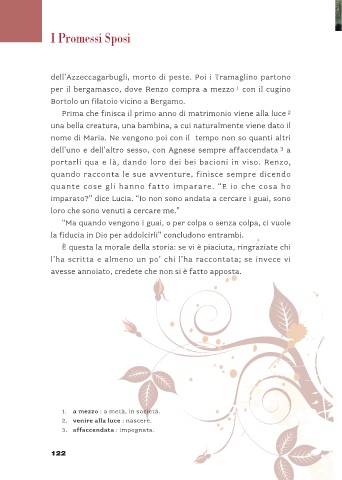 I Promessi Sposi
dell'Azzeccagarbugli, morto di peste. Poi i Tramaglino partono
per il bergamasco, dove Renzo compra a mezzo 1 con il cugino
Bortolo un filatoio vicino a Bergamo.
Prima che finisca il primo anno di matrimonio viene alla luce 2
una bella creatura, una bambina, a cui naturalmente viene dato il
nome di Maria. Ne vengono poi con il tempo non so quanti altri
dell'uno e dell'altro sesso, con Agnese sempre affaccendata 3 a
portarli qua e là, dando loro dei bei bacioni in viso. Renzo,
quando racconta le sue avventure, finisce sempre dicendo
quante cose gli hanno fatto imparare. "E io che cosa ho
imparato?" dice Lucia. "Io non sono andata a cercare i guai, sono
loro che sono venuti a cercare me."
"Ma quando vengono i guai, o per colpa o senza colpa, ci vuole
la fiducia in Dio per addolcirli" concludono entrambi.
È questa la morale della storia: se vi è piaciuta, ringraziate chi
l'ha scritta e almeno un po' chi l'ha raccontata; se invece vi
avesse annoiato, credete che non si è fatto apposta.
1. a mezzo : a metà, in società.
2. venire alla luce : nascere.
3. affaccendata : impegnata.
122